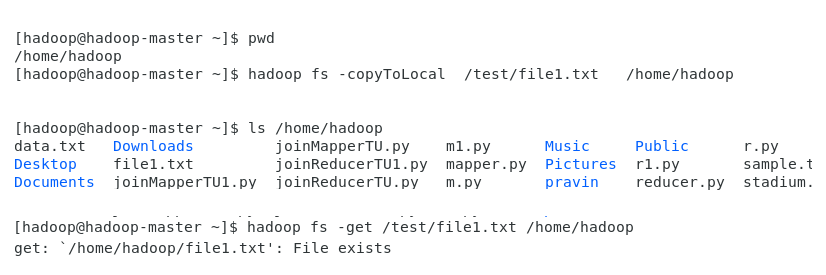 [hadoop@hadoop-master ~]$ pwd
/home/hadoop
[hadoop@hadoop-master ~]$ hadoop fs -copyToLocal  /test/file1.txt   /home/hadoop
[hadoop@hadoop-master ~]$ ls /home/hadoop
data.txt   Downloads         joinMapperTU.py    m1.py      Music     Public     r.py
Desktop    file1.txt         joinReducerTU1.py  mapper.py  Pictures  r1.py      sample.t
Documents  joinMapperTU1.py  joinReducerTU.py   m.py       pravin    reducer.py  stadium.
[hadoop@hadoop-master ~]$ hadoop fs -get /test/file1.txt /home/hadoop
get: `/home/hadoop/file1.txt': File exists